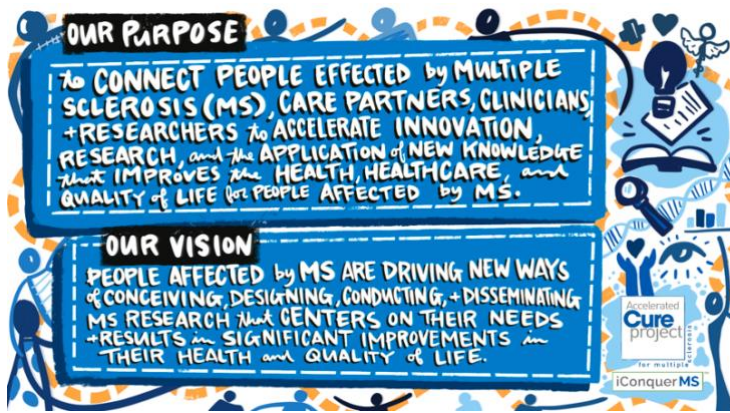 OUR PURPOSE
to CONNECT PEOPLE EFFECTED by MULTIPLE
SCLEROSIS (MS), CARE PARTNERS, CLINICIANS,
+ RESEARCHERS to ACCELERATE INNOVATION,
RESEARCH, and the APPLICATION of NEW KNOWLEDGE
that IMPROVES the HEALTH, HEALTHCARE, and
QUALITY of LIFE for PEOPLE AFFECTED by MS.
OUR VISION
PEOPLE AFFECTED by MS ARE DRIVING NEW WAYS
of CONCEIVING, DESIGNING, CONDUCTING, + DISSEMINATING
MS RESEARCH that CENTERS ON THEIR NEEDS
+ RESULTS in SIGNIFICANT IMPROVEMENTS in
THEIR HEALTH and QUALITY of LIFE.
Accelerated
Cure
project
for multiple
sclerosis
iConquerMS™